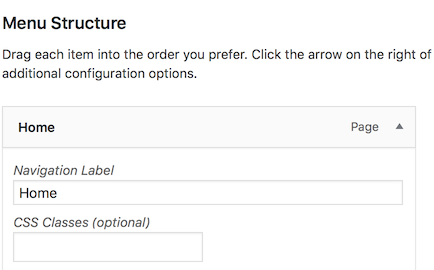 Menu Structure
Drag each item into the order you prefer. Click the arrow on the right of
additional configuration options.
Home
Page
Navigation Label
Home
CSS Classes (optional)